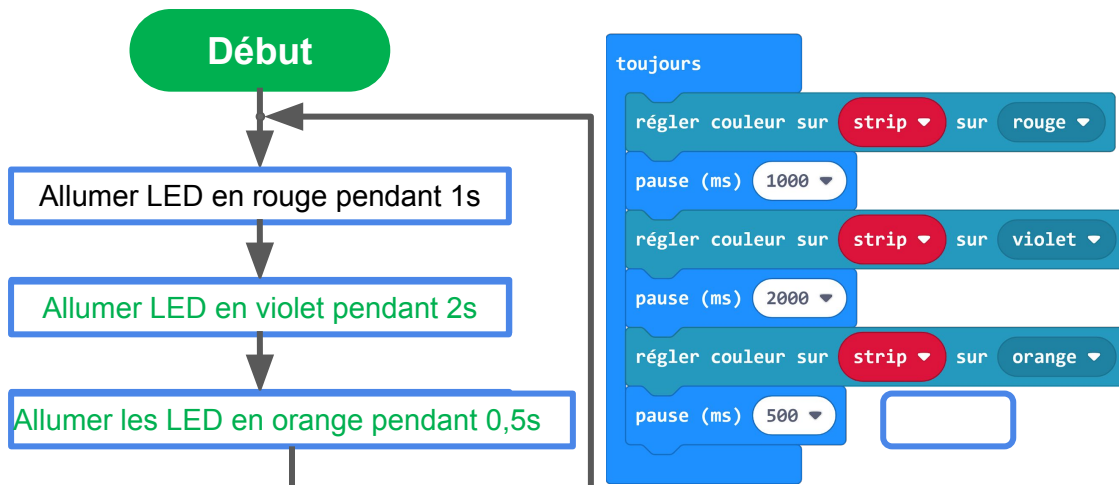 Début
Allumer LED en rouge pendant 1s
Allumer LED en violet pendant 2s
Allumer les LED en orange pendant 0,5s
toujours
régler couleur sur strip sur rouge
pause (ms) 1000
régler couleur sur strip sur violet
pause (ms) 2000
régler couleur sur strip sur orange
pause (ms) 500